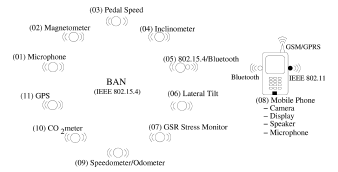 (03) Pedal Speed
(02) Magnetometer
(04) Inclinometer
GSM/GPRS
(01) Microphone
(05) 802.15.4/Bluetooth
Bluetooth
IEEE 802.11
BAN
(IEEE 802.15.4)
(11) GPS
(06) Lateral Tilt
(08) Mobile Phone
– Camera
– Display
– Speaker
– Microphone
(10) CO 2meter
(07) GSR Stress Monitor
(09) Speedometer/Odometer